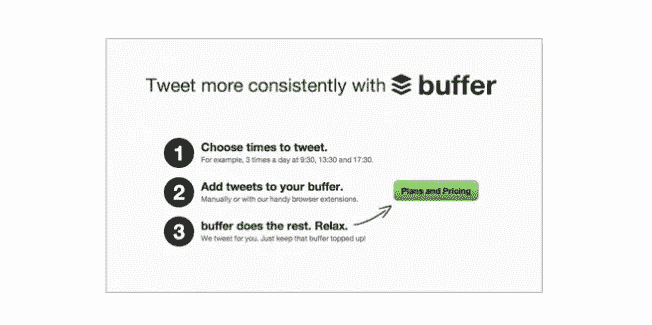 Tweet more consistently with buffer
1 Choose times to tweet.
For example, 3 times a day at 9:30, 13:30 and 17:30.
2 Add tweets to your buffer.
Manually or with our handy browser extensions.
Plans and Pricing
3 buffer does the rest. Relax.
We tweet for you. Just keep that buffer topped up!